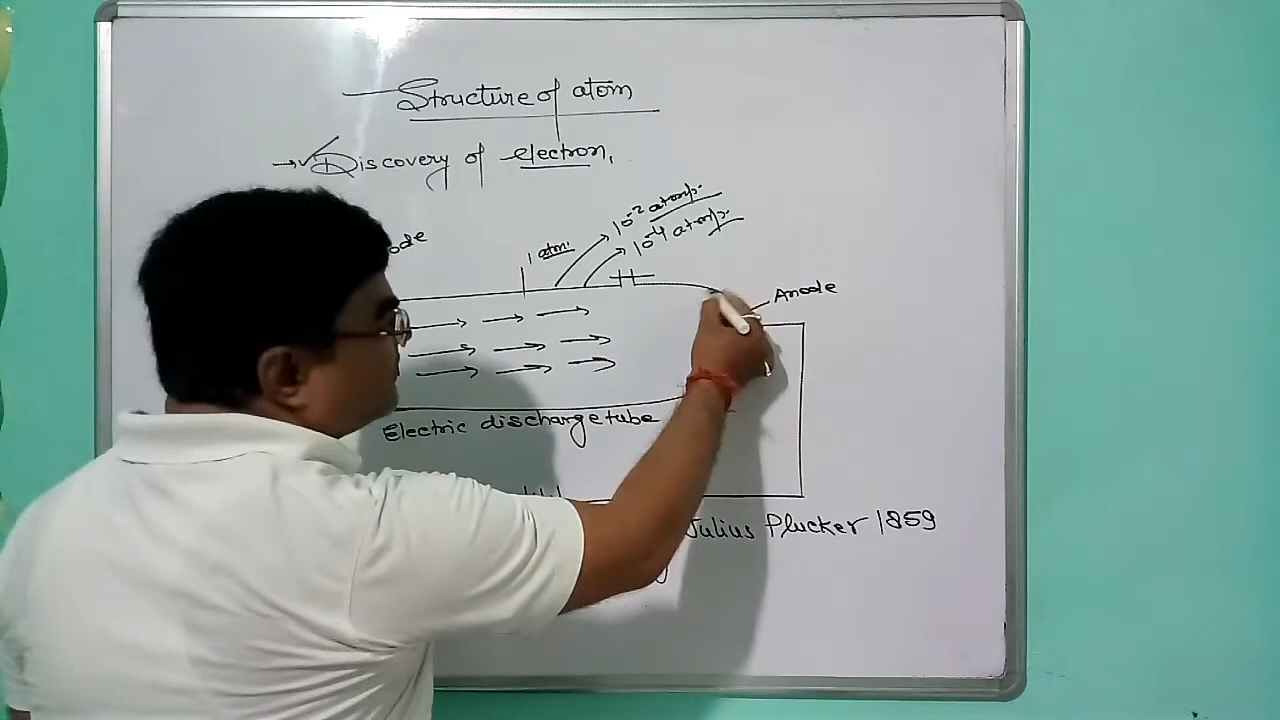 Structure of atom
Discovery of electron,
10⁻² atomp.
10⁻⁴ atmp.
1 atm.
ode
Anode
Electric discharge tube
Julius Plucker 1859